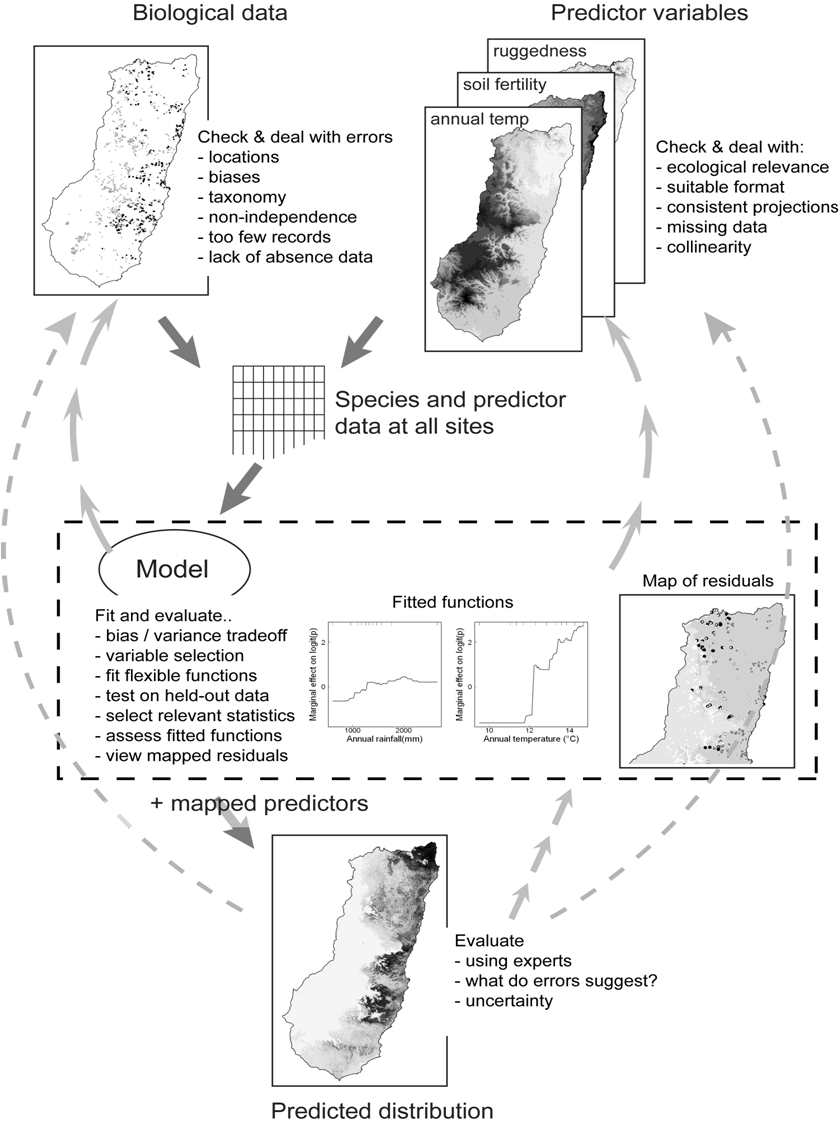 Biological data
Predictor variables
ruggedness
soil fertility
annual temp
Check & deal with errors
- locations
- biases
- taxonomy
- non-independence
- too few records
- lack of absence data
Check & deal with:
- ecological relevance
- suitable format
- consistent projections
- missing data
- collinearity
Species and predictor
data at all sites
Model
Fit and evaluate..
- bias / variance tradeoff
- variable selection
- fit flexible functions
- test on held-out data
- select relevant statistics
- assess fitted functions
- view mapped residuals
Fitted functions
Marginal effect on logit(p)
2
0
1000 2000
Annual rainfall(mm)
Marginal effect on logit(p)
2
0
10 12 14
Annual temperature (°C)
Map of residuals
+ mapped predictors
Evaluate
- using experts
- what do errors suggest?
- uncertainty
Predicted distribution